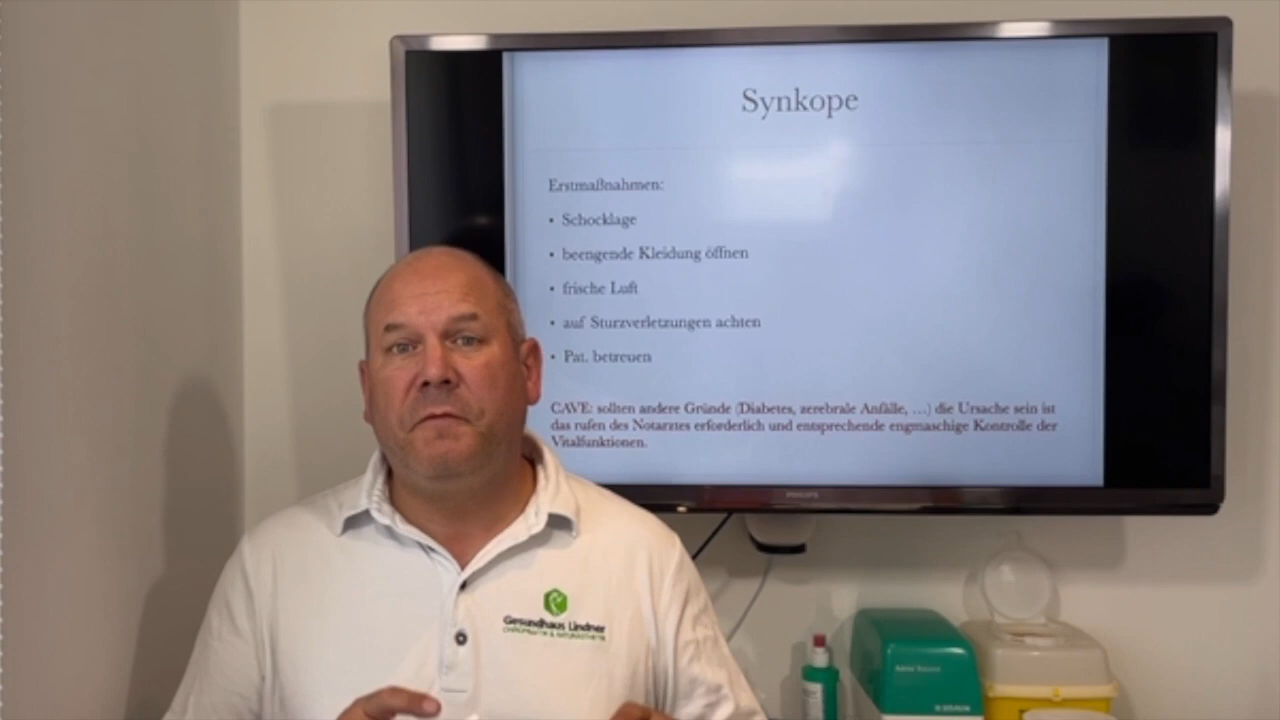 Synkope
Erstmaßnahmen:
• Schocklage
• beengende Kleidung öffnen
• frische Luft
• auf Sturzverletzungen achten
• Pat. betreuen
CAVE: sollten andere Gründe (Diabetes, zerebrale Anfälle, …) die Ursache sein ist
das rufen des Notarztes erforderlich und entsprechende engmaschige Kontrolle der
Vitalfunktionen.
PHILIPS
Gesundhaus Lindner